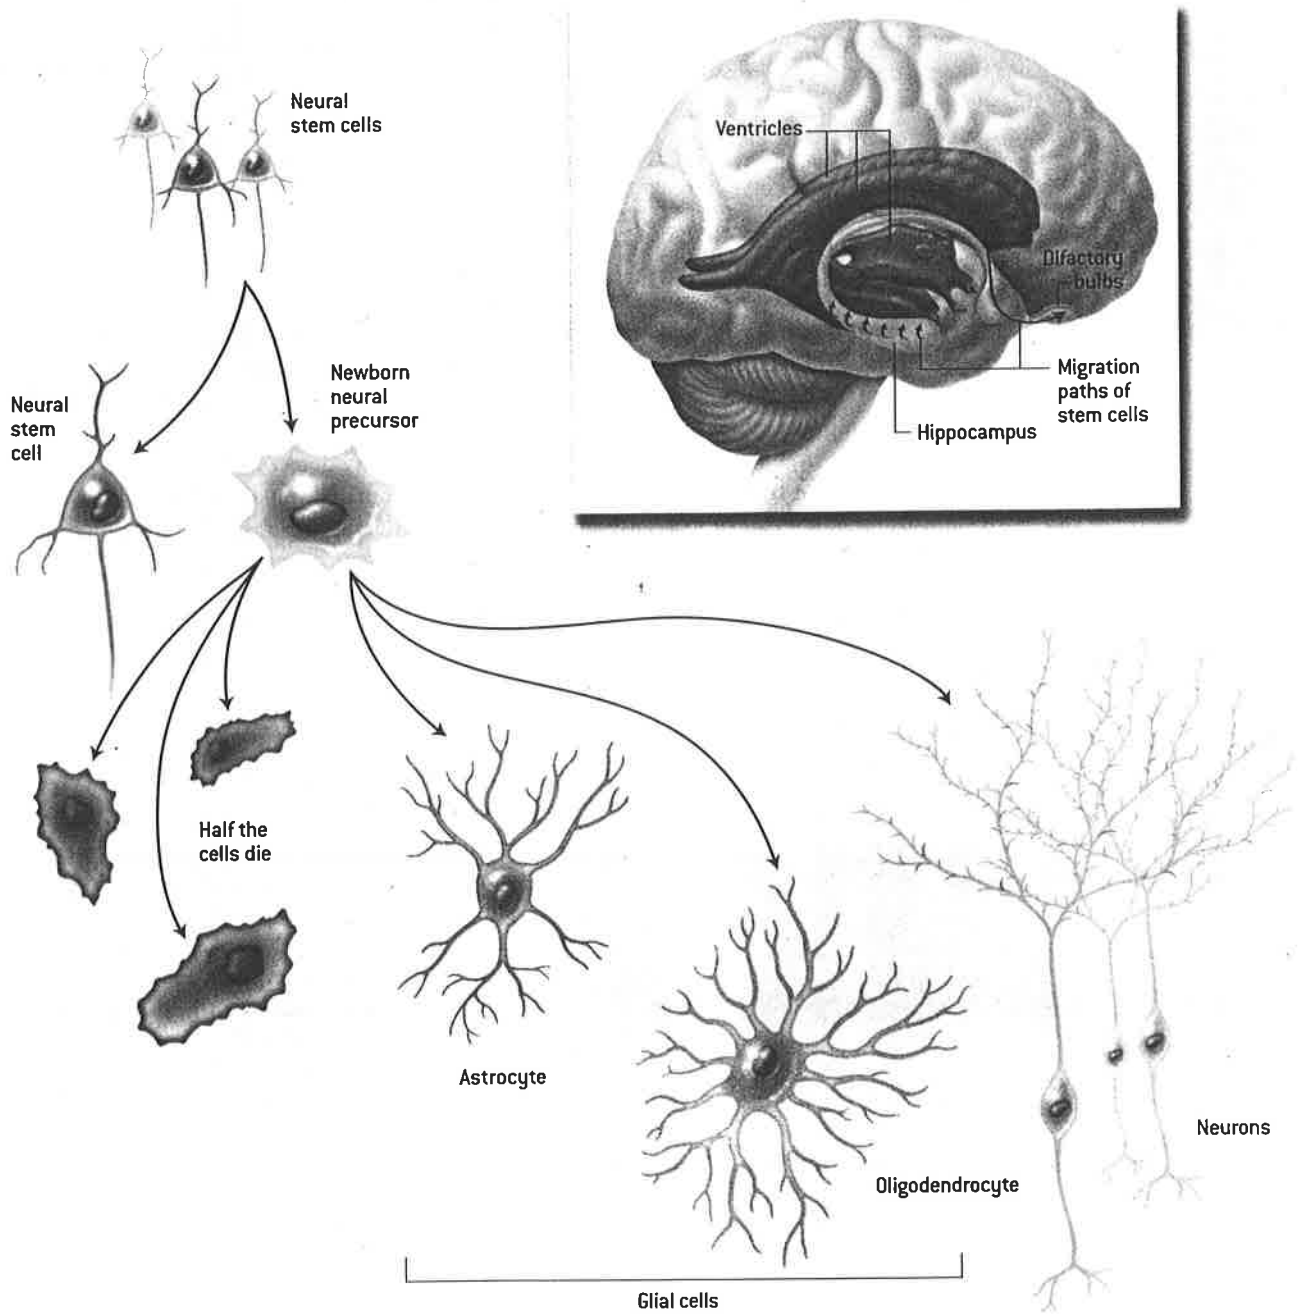 Neural
stem cells
Ventricles
Olfactory
bulbs
Migration
paths of
stem cells
Hippocampus
Newborn
neural
precursor
Neural
stem
cell
Half the
cells die
Astrocyte
Oligodendrocyte
Neurons
Glial cells